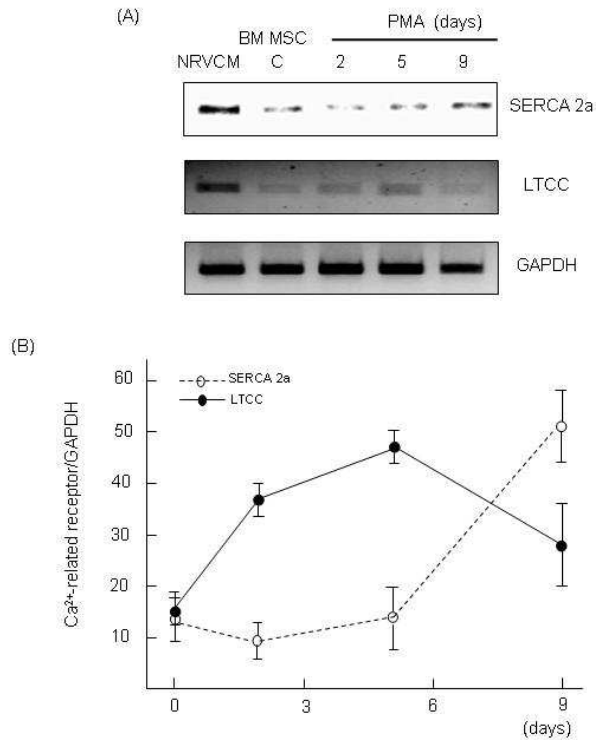 (A)
BM MSC PMA (days)
NRVCM C 2 5 9
SERCA 2a
LTCC
GAPDH
(B)
60
50
40
30
20
10
SERCA 2a
LTCC
Ca²⁺-related receptor/GAPDH
0 3 6 9
(days)